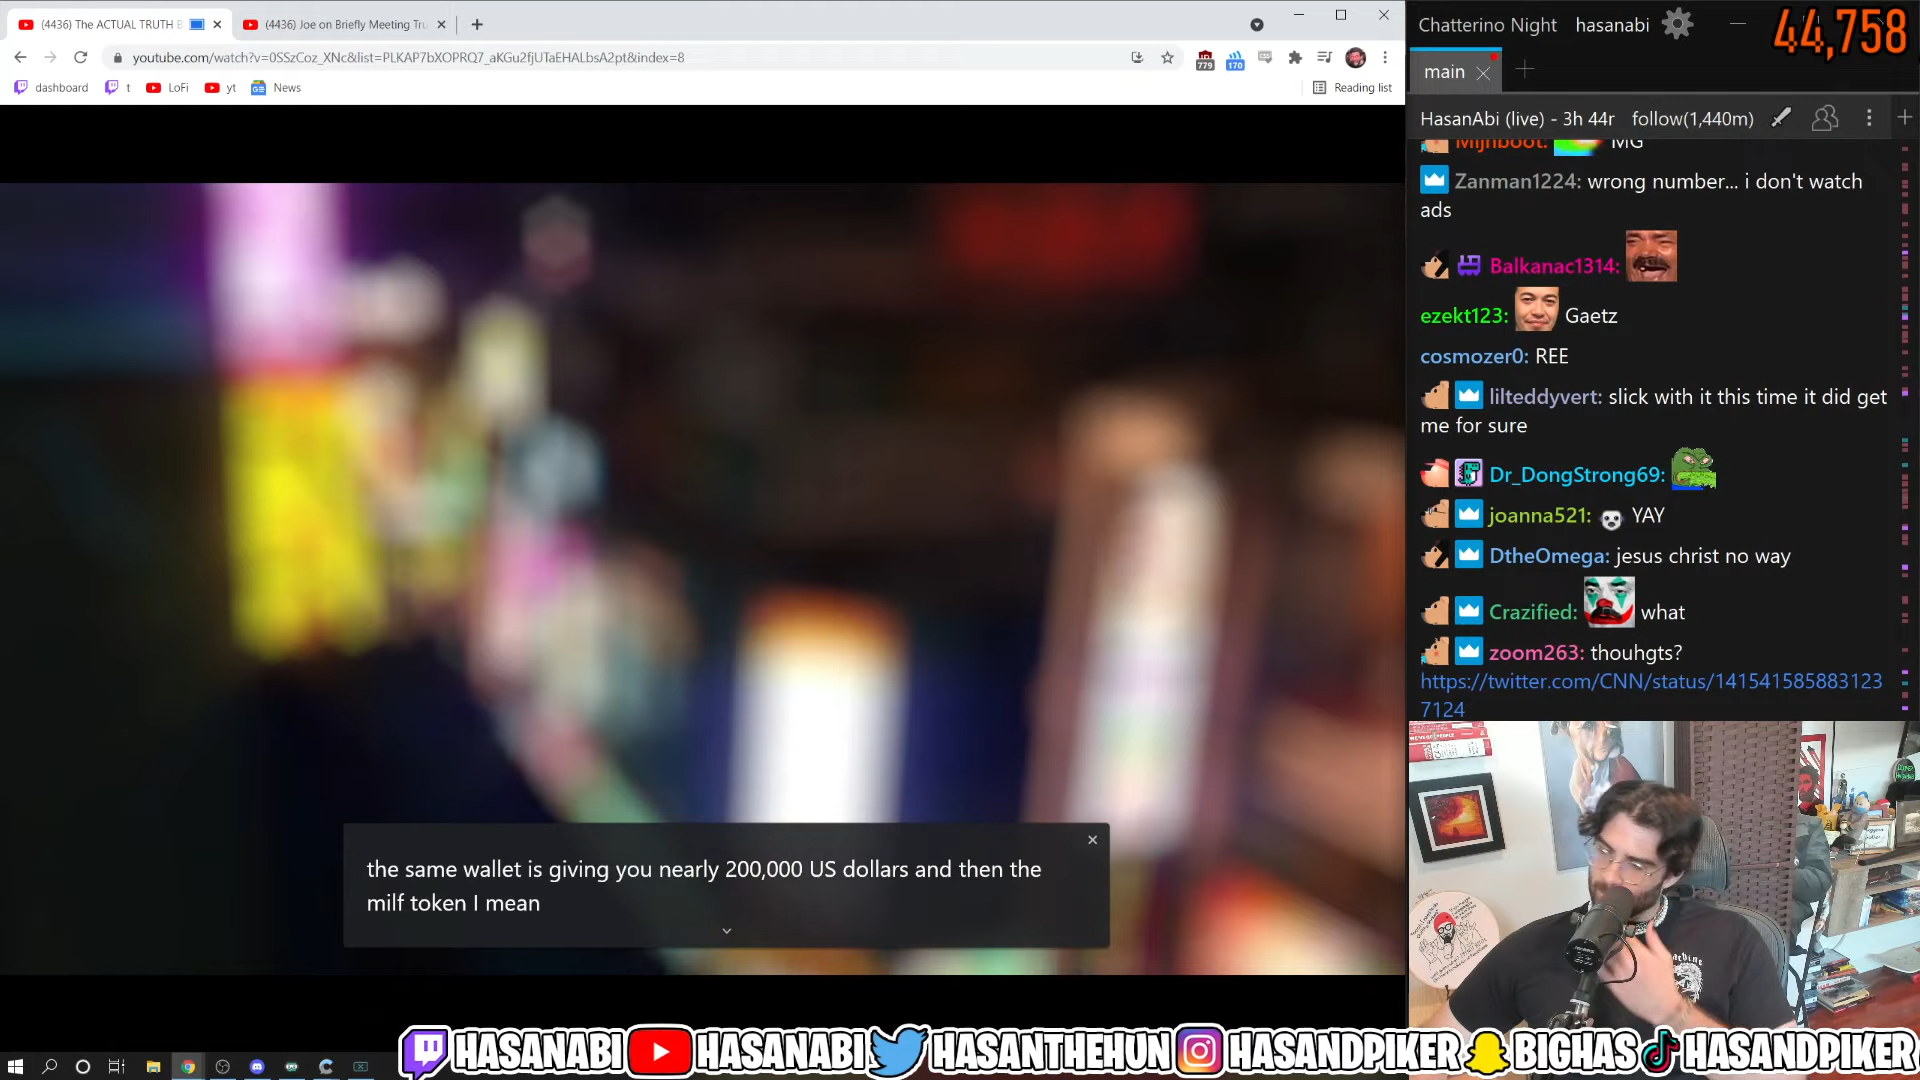 (4436) The ACTUAL TRUTH B
(4436) Joe on Briefly Meeting Tru
youtube.com/watch?v=0SSzCoz_XNc&list=PLKAP7bXOPRQ7_aKGu2fjUTaEHALbsA2pt&index=8
779
170
dashboard
t
LoFi
yt
News
Reading list
Chatterino Night
hasanabi
44,758
main
HasanAbi (live) - 3h 44r
follow(1,440m)
Mijnboot: MG
Zanman1224: wrong number... i don't watch
ads
Balkanac1314:
ezekt123: Gaetz
cosmozer0: REE
lilteddyvert: slick with it this time it did get
me for sure
Dr_DongStrong69:
joanna521: YAY
DtheOmega: jesus christ no way
Crazified: what
zoom263: thouhgts?
https://twitter.com/CNN/status/141541585883123
7124
the same wallet is giving you nearly 200,000 US dollars and then the
milf token I mean
HASANABI HASANABI HASANTHEHUN HASANDPIKER BIGHAS HASANDPIKER